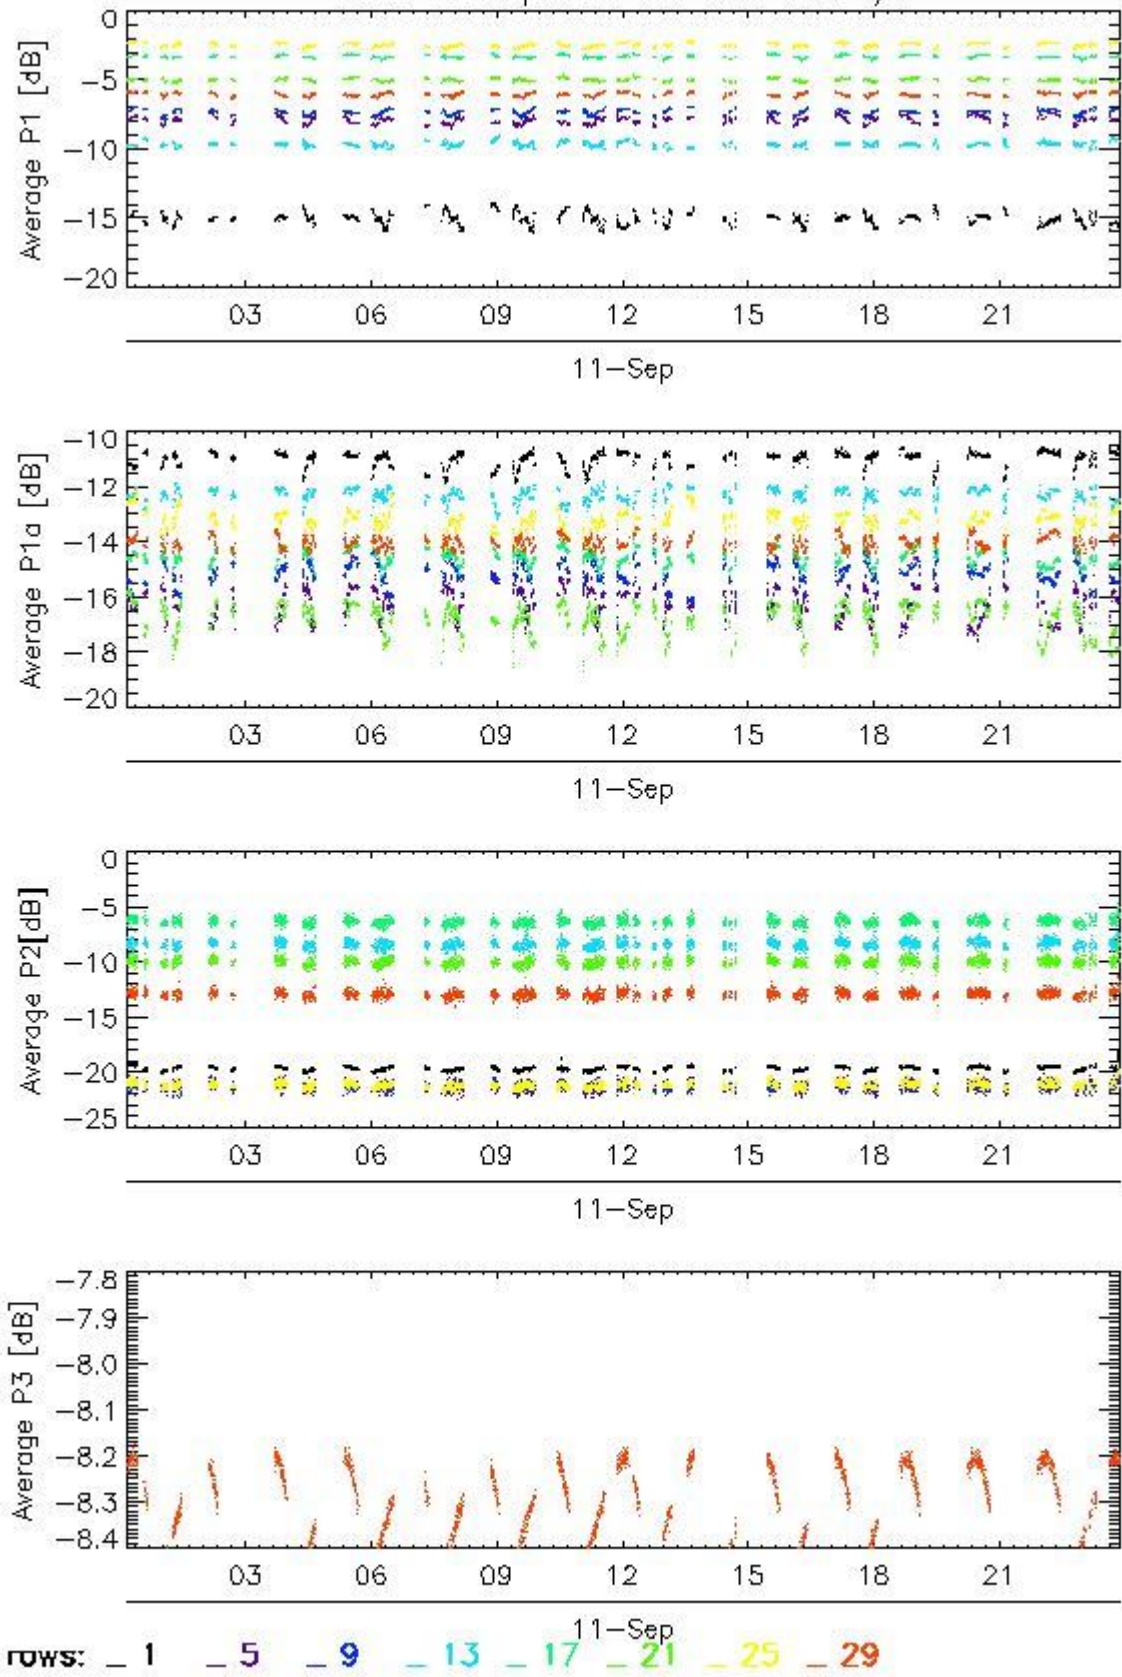 Average P1 [dB]
0
−5
−10
−15
−20
03 06 09 12 15 18 21
11−Sep
Average P1a [dB]
−10
−12
−14
−16
−18
−20
03 06 09 12 15 18 21
11−Sep
Average P2[dB]
0
−5
−10
−15
−20
−25
03 06 09 12 15 18 21
11−Sep
Average P3 [dB]
−7.8
−7.9
−8.0
−8.1
−8.2
−8.3
−8.4
03 06 09 12 15 18 21
11−Sep
rows: _ 1 _ 5 _ 9 _ 13 _ 17 _ 21 _ 25 _ 29